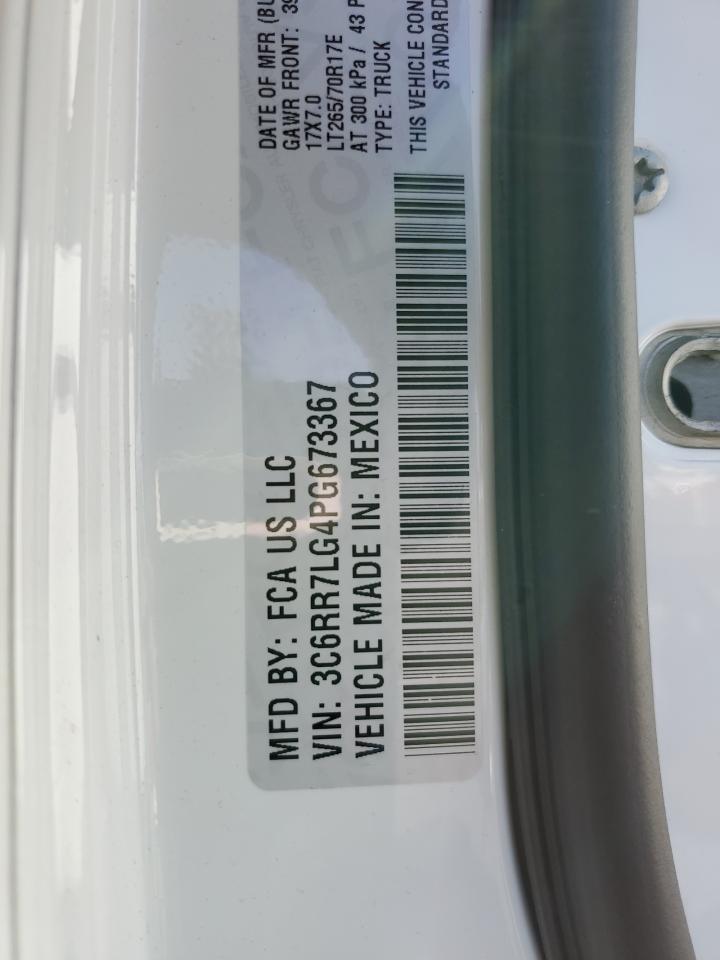 MFD BY: FCA US LLC
VIN: 3C6RR7LG4PG673367
VEHICLE MADE IN: MEXICO
DATE OF MFR
GAWR FRONT:
17X7.0
LT265/70R17E
AT 300 kPa / 43
TYPE: TRUCK
THIS VEHICLE
STANDARD